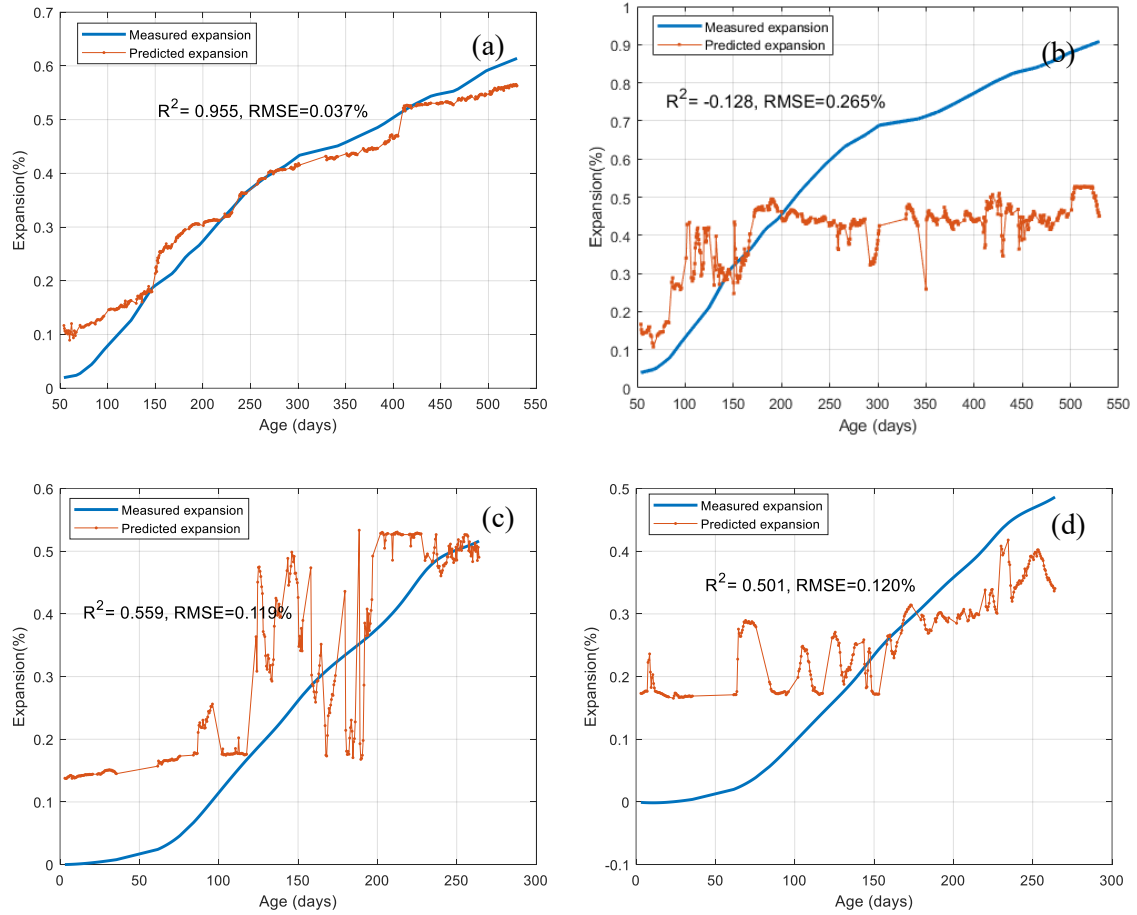 0.7
0.6
0.5
0.4
0.3
0.2
0.1
0
Expansion(%)
Measured expansion
Predicted expansion
(a)
R²= 0.955, RMSE=0.037%
50 100 150 200 250 300 350 400 450 500 550
Age (days)
1
0.9
0.8
0.7
0.6
0.5
0.4
0.3
0.2
0.1
0
Expansion(%)
Measured expansion
Predicted expansion
(b)
R²= -0.128, RMSE=0.265%
50 100 150 200 250 300 350 400 450 500 550
Age (days)
0.6
0.5
0.4
0.3
0.2
0.1
0
Expansion(%)
Measured expansion
Predicted expansion
(c)
R²= 0.559, RMSE=0.119%
0 50 100 150 200 250 300
Age (days)
0.5
0.4
0.3
0.2
0.1
0
-0.1
Expansion(%)
Measured expansion
Predicted expansion
(d)
R²= 0.501, RMSE=0.120%
0 50 100 150 200 250 300
Age (days)